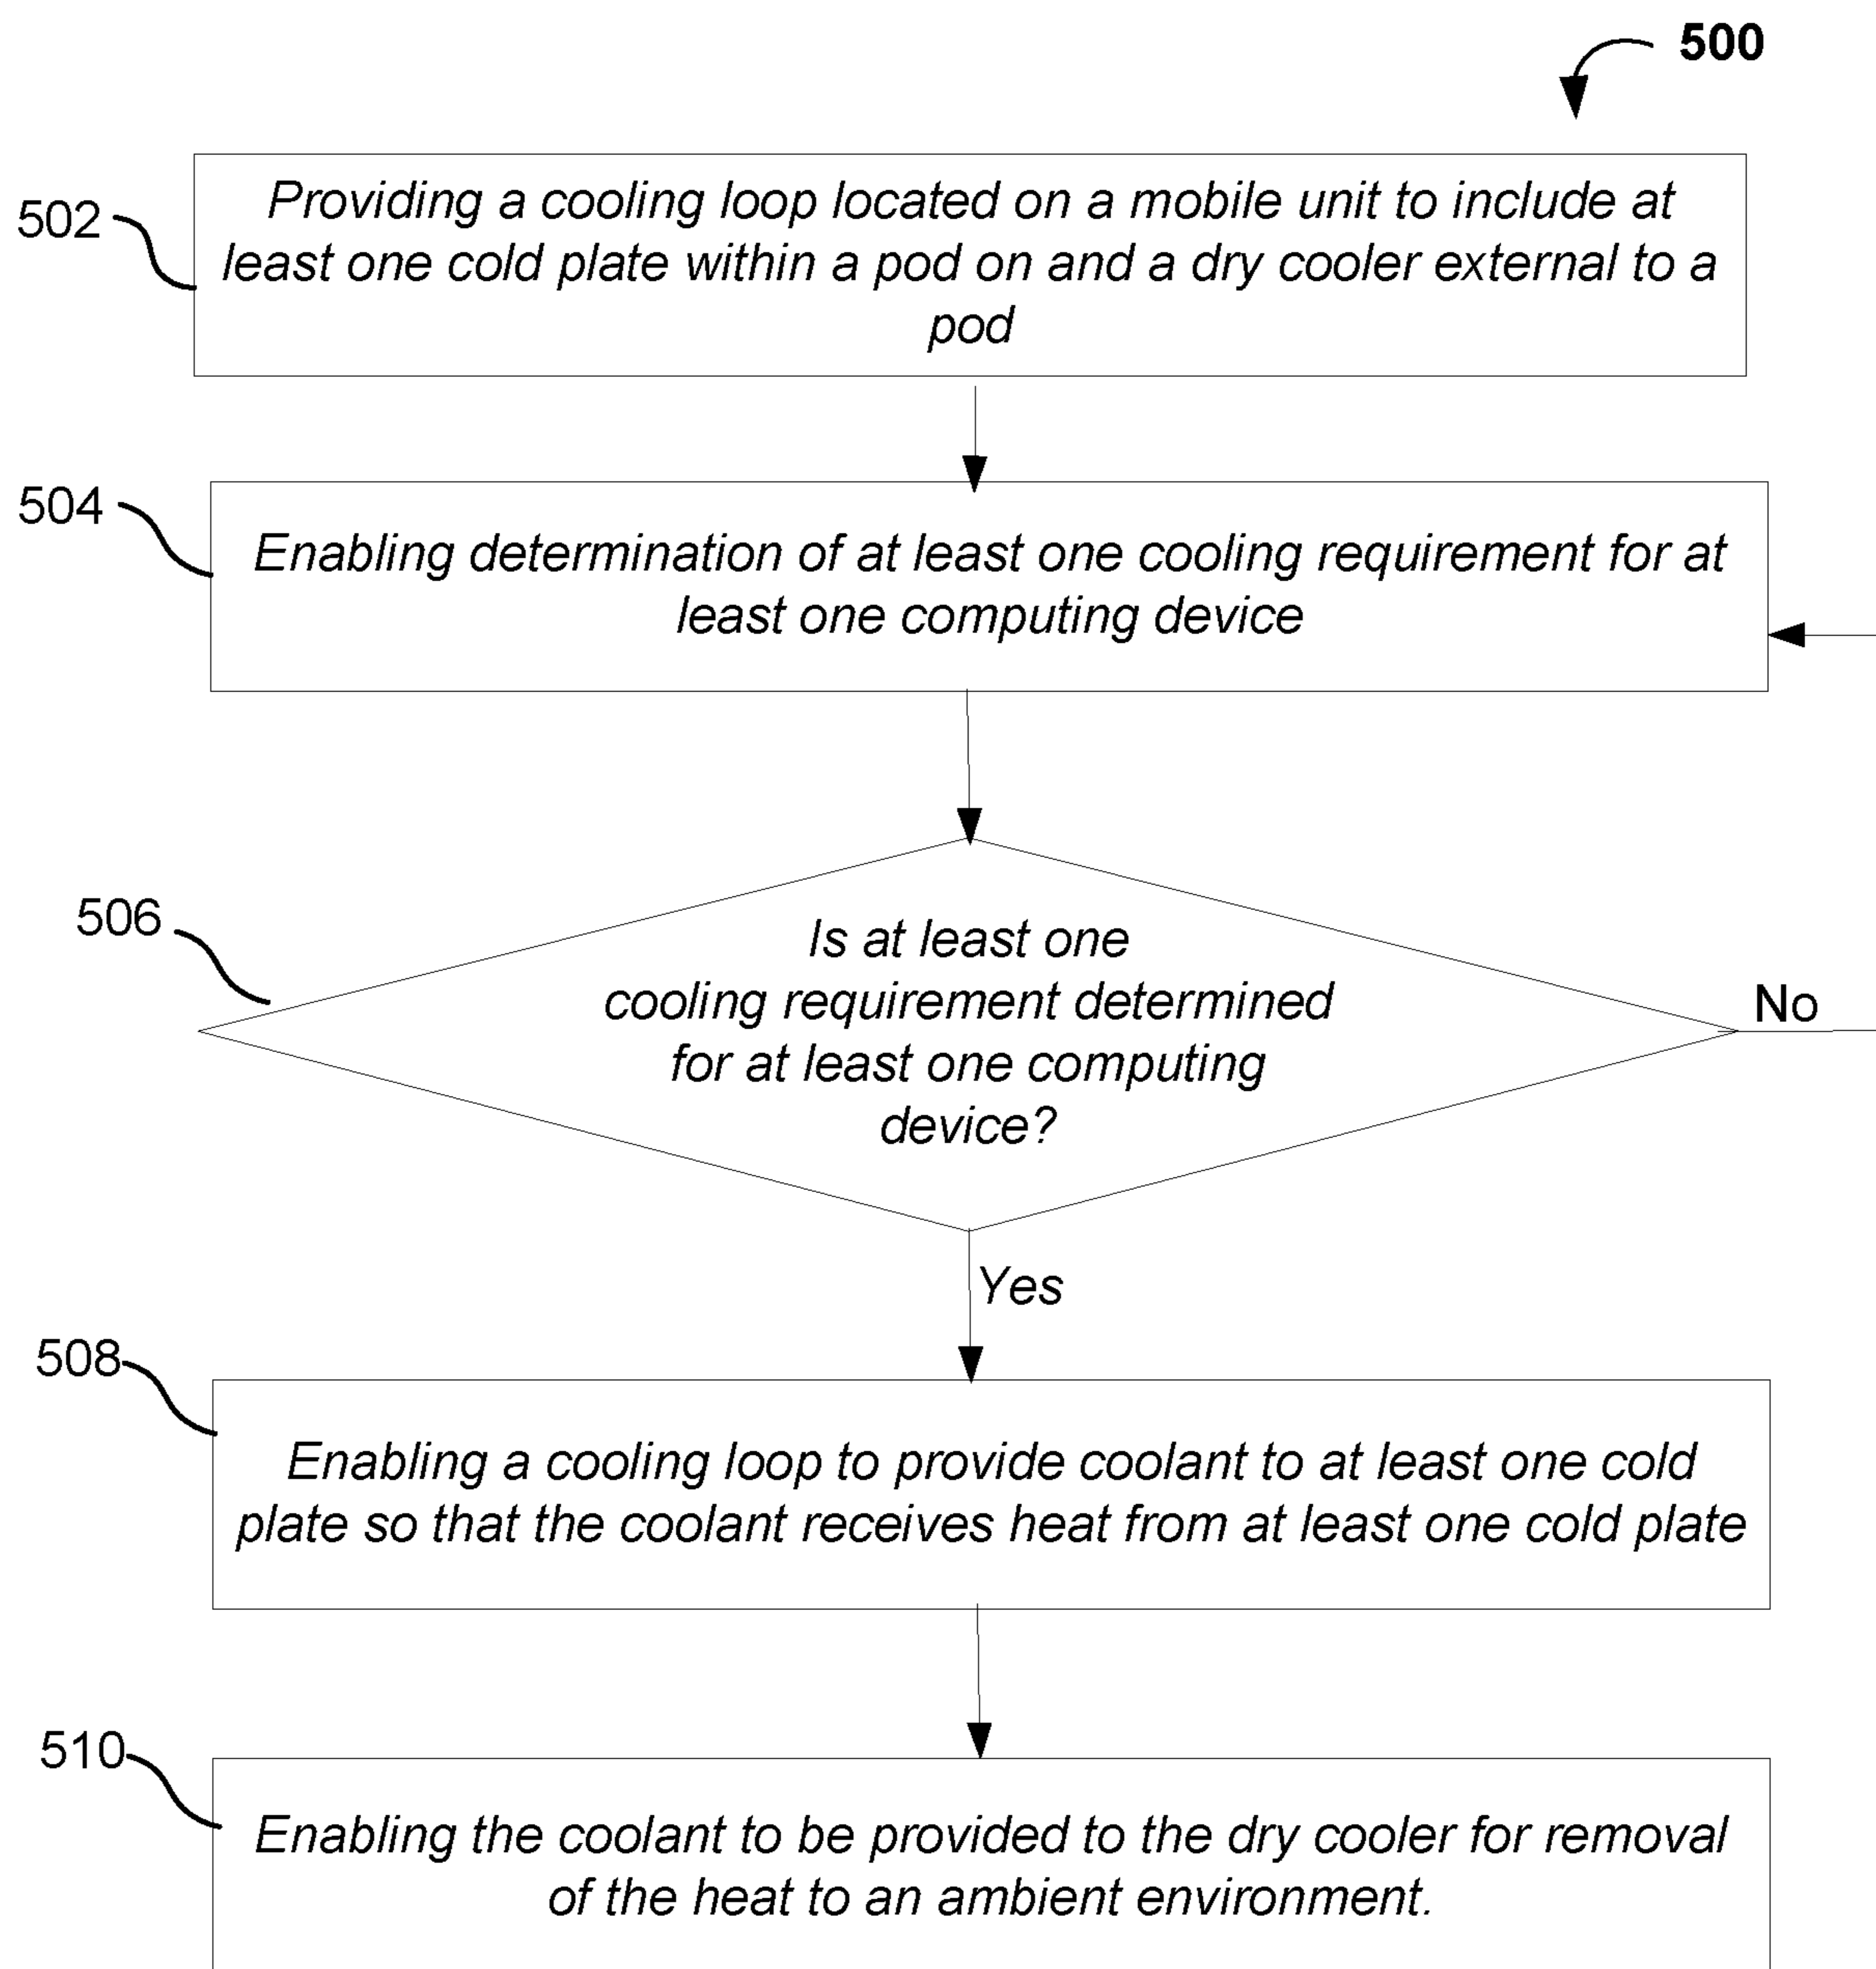 500
502
Providing a cooling loop located on a mobile unit to include at
least one cold plate within a pod on and a dry cooler external to a
pod
504
Enabling determination of at least one cooling requirement for at
least one computing device
506
Is at least one
cooling requirement determined
for at least one computing
device?
No
Yes
508
Enabling a cooling loop to provide coolant to at least one cold
plate so that the coolant receives heat from at least one cold plate
510
Enabling the coolant to be provided to the dry cooler for removal
of the heat to an ambient environment.